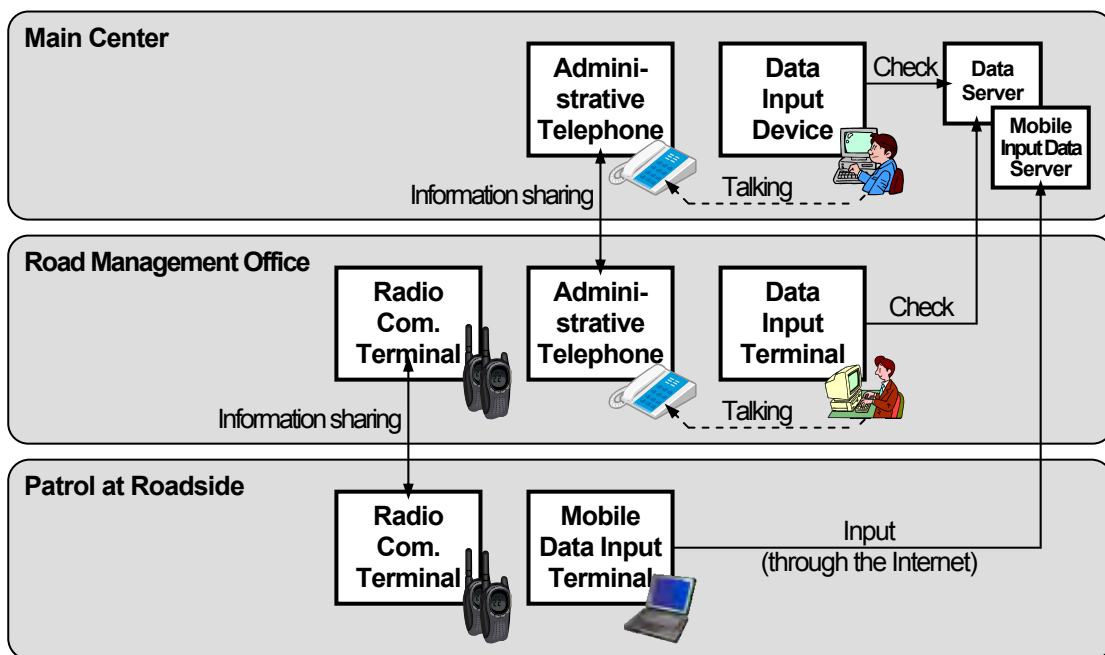 Main Center
Admini-
strative
Telephone
Data
Input
Device
Check
Data
Server
Mobile
Input Data
Server
Information sharing
Talking
Road Management Office
Radio
Com.
Terminal
Admini-
strative
Telephone
Data
Input
Terminal
Check
Information sharing
Talking
Patrol at Roadside
Radio
Com.
Terminal
Mobile
Data Input
Terminal
Input
(through the Internet)